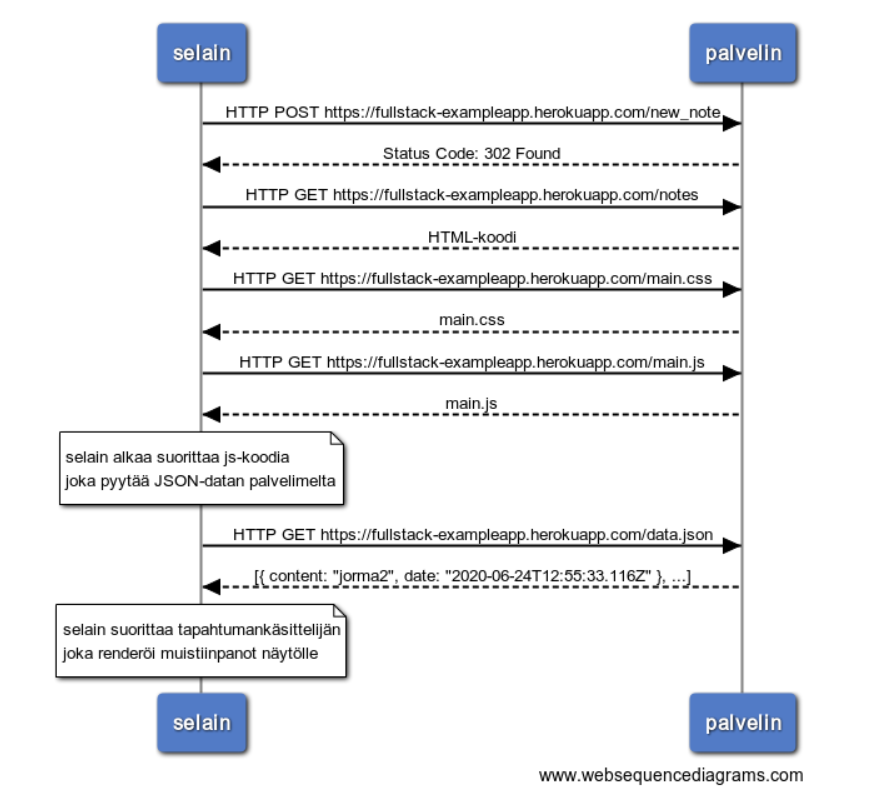 selain palvelin
HTTP POST https://fullstack-exampleapp.herokuapp.com/new_note
Status Code: 302 Found
HTTP GET https://fullstack-exampleapp.herokuapp.com/notes
HTML-koodi
HTTP GET https://fullstack-exampleapp.herokuapp.com/main.css
main.css
HTTP GET https://fullstack-exampleapp.herokuapp.com/main.js
main.js
selain alkaa suorittaa js-koodia
joka pyytää JSON-datan palvelimelta
HTTP GET https://fullstack-exampleapp.herokuapp.com/data.json
[{ content: "jorma2", date: "2020-06-24T12:55:33.116Z" }, ...]
selain suorittaa tapahtumankäsittelijän
joka renderöi muistiinpanot näytölle
selain palvelin
www.websequencediagrams.com